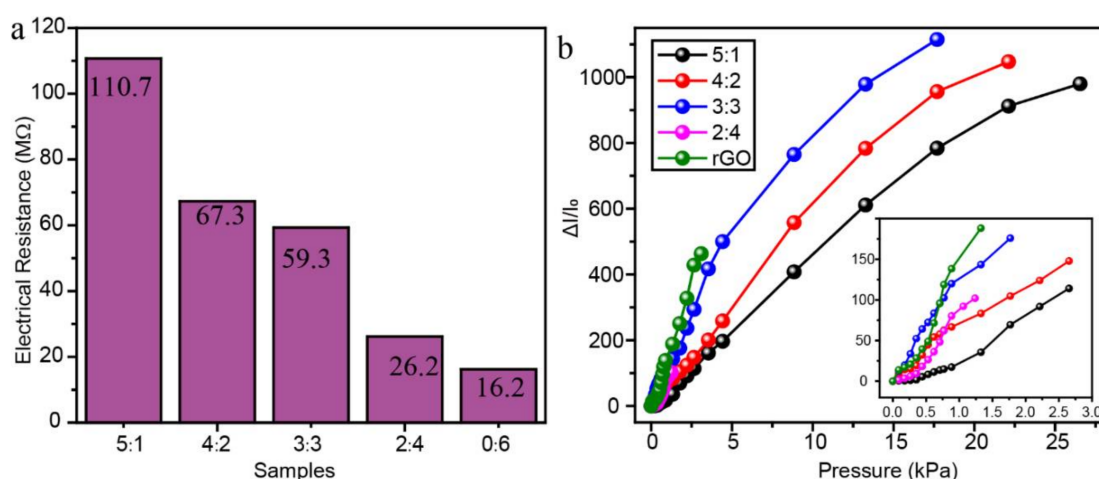 a
120
100
80
60
40
20
0
Electrical Resistance (MΩ)
110.7
67.3
59.3
26.2
16.2
5:1 4:2 3:3 2:4 0:6
Samples
b
1000
800
600
400
200
0
ΔI/I₀
5:1
4:2
3:3
2:4
rGO
150
100
50
0
0.0 0.5 1.0 1.5 2.0 2.5 3.0
0 5 10 15 20 25
Pressure (kPa)